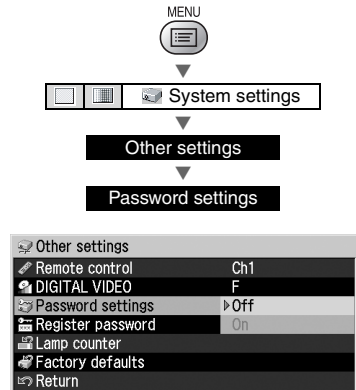 MENU
System settings
Other settings
Password settings
Other settings
Remote control Ch1
DIGITAL VIDEO F
Password settings Off
Register password On
Lamp counter
Factory defaults
Return